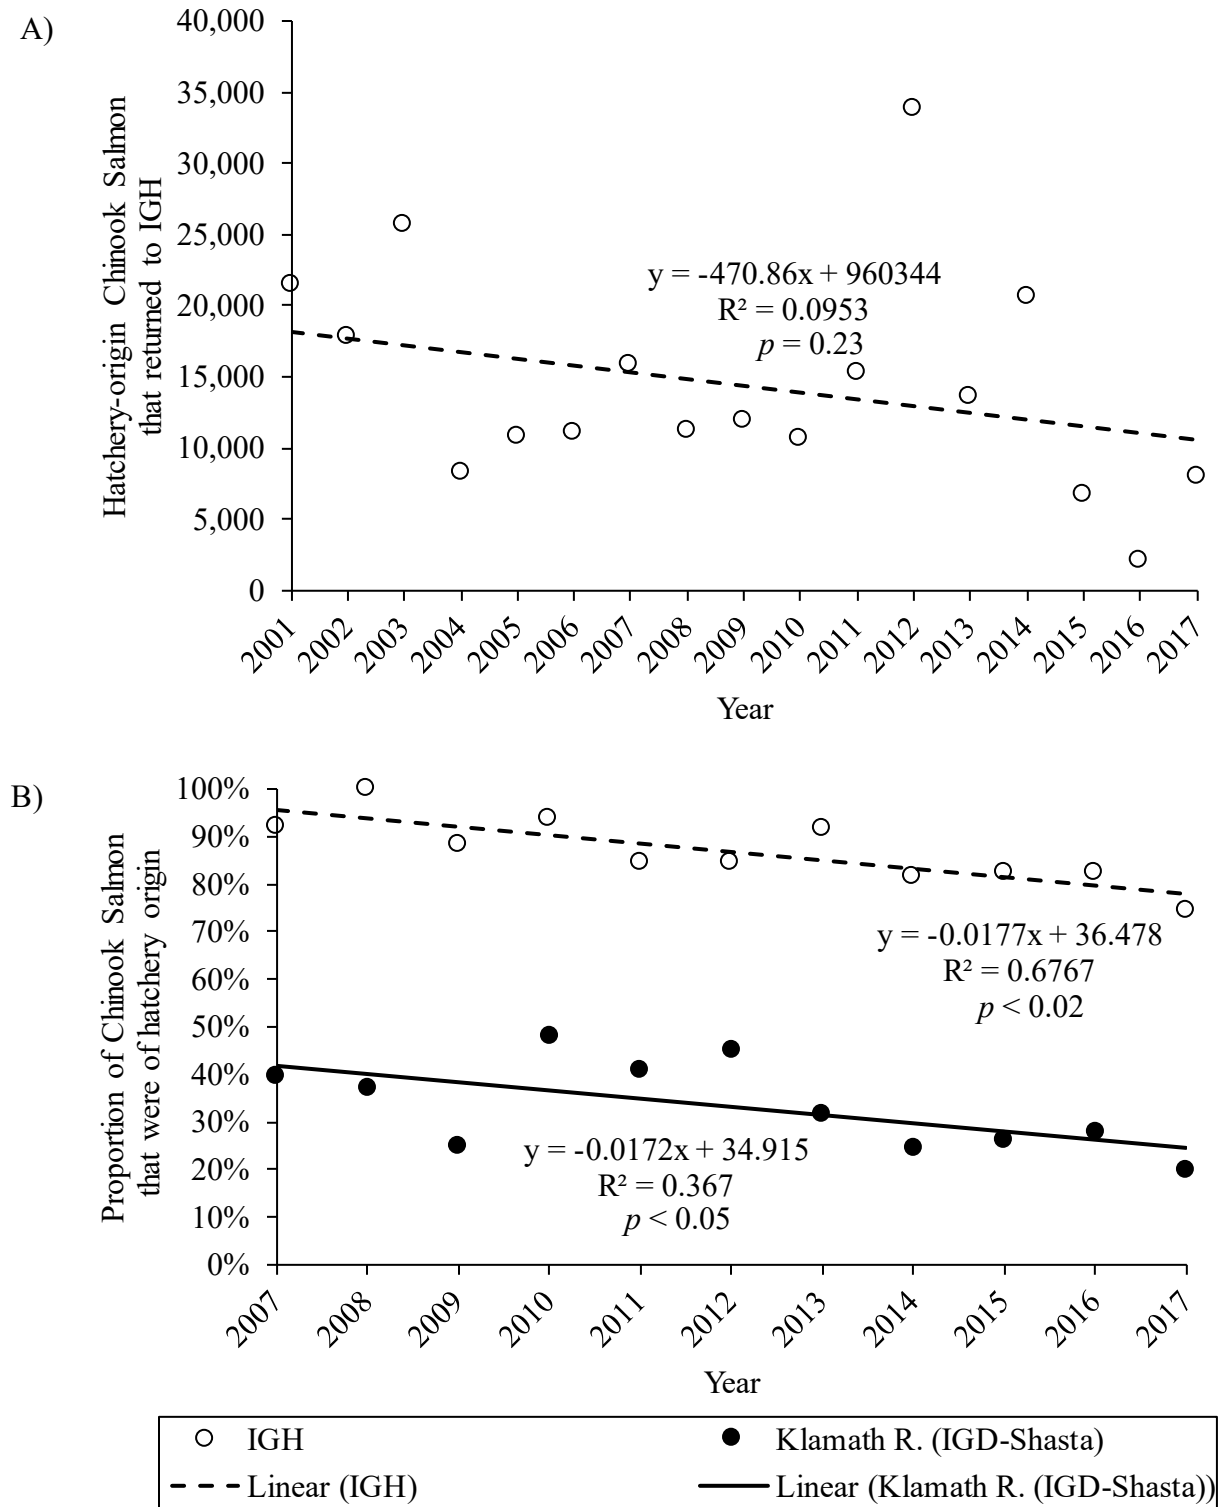 A)
Hatchery-origin Chinook Salmon
that returned to IGH
40,000
35,000
30,000
25,000
20,000
15,000
10,000
5,000
0
y = -470.86x + 960344
R² = 0.0953
p = 0.23
2001
2002
2003
2004
2005
2006
2007
2008
2009
2010
2011
2012
2013
2014
2015
2016
2017
Year
B)
Proportion of Chinook Salmon
that were of hatchery origin
100%
90%
80%
70%
60%
50%
40%
30%
20%
10%
0%
y = -0.0177x + 36.478
R² = 0.6767
p < 0.02
y = -0.0172x + 34.915
R² = 0.367
p < 0.05
2007
2008
2009
2010
2011
2012
2013
2014
2015
2016
2017
Year
IGH
Klamath R. (IGD-Shasta)
Linear (IGH)
Linear (Klamath R. (IGD-Shasta))